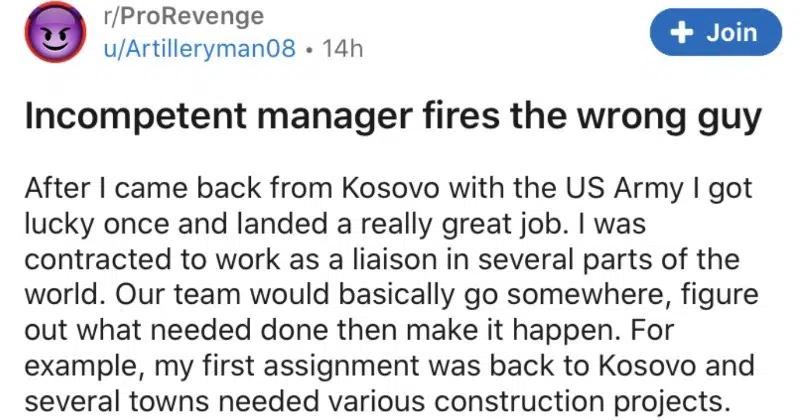 r/ProRevenge
u/Artilleryman08 • 14h
+ Join
Incompetent manager fires the wrong guy
After I came back from Kosovo with the US Army I got
lucky once and landed a really great job. I was
contracted to work as a liaison in several parts of the
world. Our team would basically go somewhere, figure
out what needed done then make it happen. For
example, my first assignment was back to Kosovo and
several towns needed various construction projects.